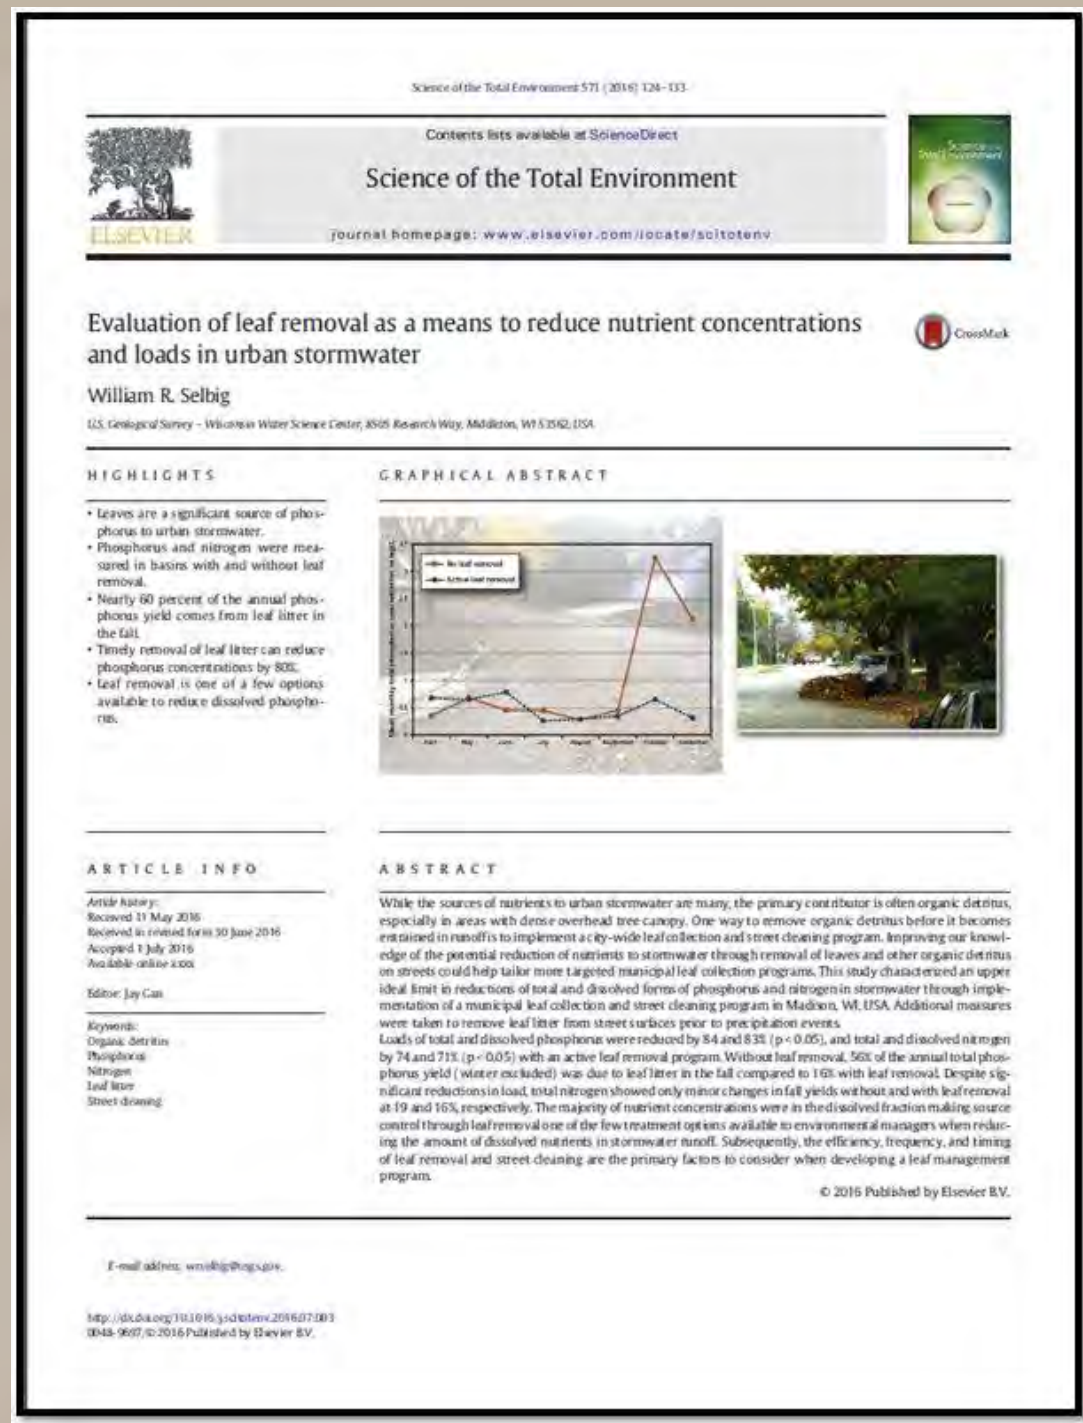 Science of the Total Environment 571 (2016) 124–133
ELSEVIER
Contents lists available at ScienceDirect
Science of the Total Environment
journal homepage: www.elsevier.com/locate/scitotenv
Science of the
Total Environment
Evaluation of leaf removal as a means to reduce nutrient concentrations
and loads in urban stormwater
CrossMark
William R. Selbig
U.S. Geological Survey – Wisconsin Water Science Center, 8505 Research Way, Middleton, WI 53562, USA
HIGHLIGHTS
• Leaves are a significant source of phos-
phorus to urban stormwater.
• Phosphorus and nitrogen were mea-
sured in basins with and without leaf
removal.
• Nearly 60 percent of the annual phos-
phorus yield comes from leaf litter in
the fall.
• Timely removal of leaf litter can reduce
phosphorus concentrations by 80%.
• Leaf removal is one of a few options
available to reduce dissolved phospho-
rus.
GRAPHICAL ABSTRACT
No leaf removal
Active leaf removal
May
June
July
August
September
October
ARTICLE INFO
Article history:
Received 11 May 2016
Received in revised form 30 June 2016
Accepted 1 July 2016
Available online xxxx
Editor: Jay Gan
Keywords:
Organic detritus
Phosphorus
Nitrogen
Leaf litter
Street cleaning
ABSTRACT
While the sources of nutrients to urban stormwater are many, the primary contributor is often organic detritus,
especially in areas with dense overhead tree canopy. One way to remove organic detritus before it becomes
entrained in runoff is to implement a city-wide leaf collection and street cleaning program. Improving our knowl-
edge of the potential reduction of nutrients to stormwater through removal of leaves and other organic detritus
on streets could help tailor more targeted municipal leaf collection programs. This study characterized an upper
ideal limit in reductions of total and dissolved forms of phosphorus and nitrogen in stormwater through imple-
mentation of a municipal leaf collection and street cleaning program in Madison, WI, USA. Additional measures
were taken to remove leaf litter from street surfaces prior to precipitation events.
Loads of total and dissolved phosphorus were reduced by 84 and 83% (p < 0.05), and total and dissolved nitrogen
by 74 and 71% (p < 0.05) with an active leaf removal program. Without leaf removal, 56% of the annual total phos-
phorus yield (winter excluded) was due to leaf litter in the fall compared to 16% with leaf removal. Despite sig-
nificant reductions in load, total nitrogen showed only minor changes in fall yields without and with leaf removal
at 19 and 16%, respectively. The majority of nutrient concentrations were in the dissolved fraction making source
control through leaf removal one of the few treatment options available to environmental managers when reduc-
ing the amount of dissolved nutrients in stormwater runoff. Subsequently, the efficiency, frequency, and timing
of leaf removal and street cleaning are the primary factors to consider when developing a leaf management
program.
© 2016 Published by Elsevier B.V.
E-mail address: wrselbig@usgs.gov.
http://dx.doi.org/10.1016/j.scitotenv.2016.07.003
0048-9697/© 2016 Published by Elsevier B.V.